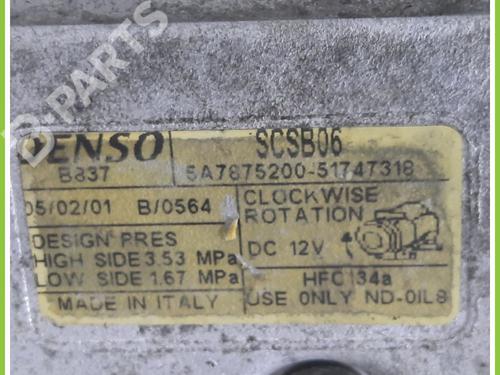 DENSO SCSB06
B837 5A7875200-51747318
05/02/01 B/0564
CLOCKWISE
ROTATION
DESIGN PRES
HIGH SIDE 3.53 MPa
LOW SIDE 1.67 MPa
DC 12V
HFC134a
MADE IN ITALY
USE ONLY ND-OIL8